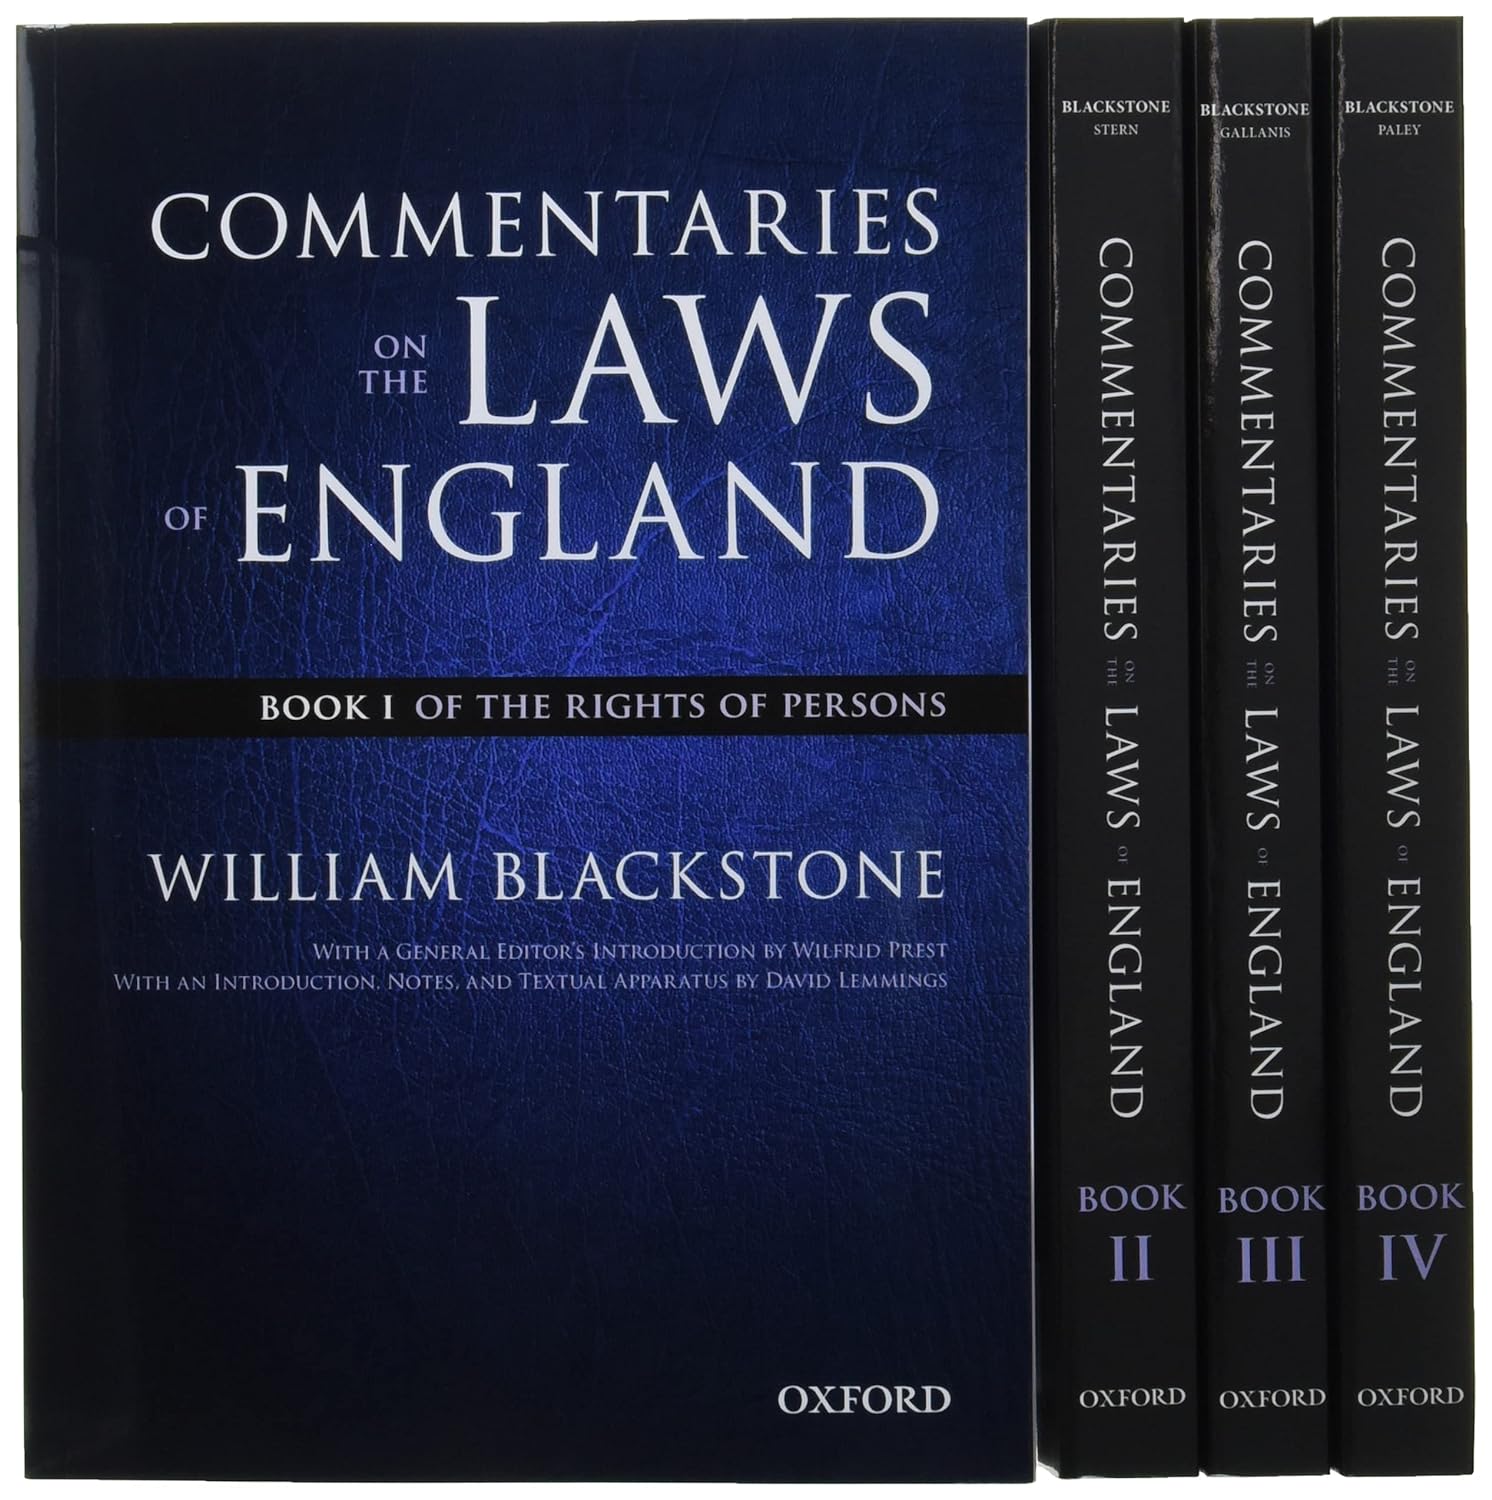 COMMENTARIES
ON
THE
LAWS
OF ENGLAND
BOOK I OF THE RIGHTS OF PERSONS
WILLIAM BLACKSTONE
WITH A GENERAL EDITOR'S INTRODUCTION BY WILFRID PREST
WITH AN INTRODUCTION, NOTES, AND TEXTUAL APPARATUS BY DAVID LEMMINGS
OXFORD
BLACKSTONE
STERN
COMMENTARIES ON THE LAWS OF ENGLAND
BOOK
II
OXFORD
BLACKSTONE
GALLANIS
COMMENTARIES ON THE LAWS OF ENGLAND
BOOK
III
OXFORD
BLACKSTONE
PALEY
COMMENTARIES ON THE LAWS OF ENGLAND
BOOK
IV
OXFORD